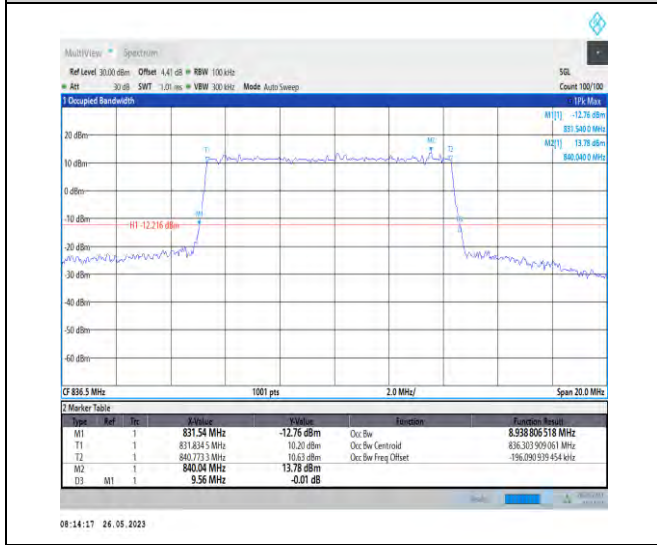 MultiView Spectrum
Ref Level 30.00 dBm Offset 4.41 dB RBW 100 kHz SGL
Att 30 dB SWT 1.01 ms VBW 300 kHz Mode Auto Sweep Count 100/100
1 Occupied Bandwidth 1Pk Max
M1[1] -12.76 dBm
831.540 0 MHz
M2[1] 13.78 dBm
840.040 0 MHz
20 dBm
T1 M2 T2
10 dBm
0 dBm
-10 dBm
M1
H1 -12.216 dBm
-20 dBm
-30 dBm
-40 dBm
-50 dBm
-60 dBm
CF 836.5 MHz 1001 pts 2.0 MHz/ Span 20.0 MHz
2 Marker Table
Type Ref Trc X-Value Y-Value Function Function Result
M1 1 831.54 MHz -12.76 dBm Occ Bw 8.938 806 518 MHz
T1 1 831.834 5 MHz 10.20 dBm Occ Bw Centroid 836.303 909 061 MHz
T2 1 840.773 3 MHz 10.63 dBm Occ Bw Freq Offset -196.090 939 454 kHz
M2 1 840.04 MHz 13.78 dBm
D3 M1 1 9.56 MHz -0.01 dB
08:14:17 26.05.2023